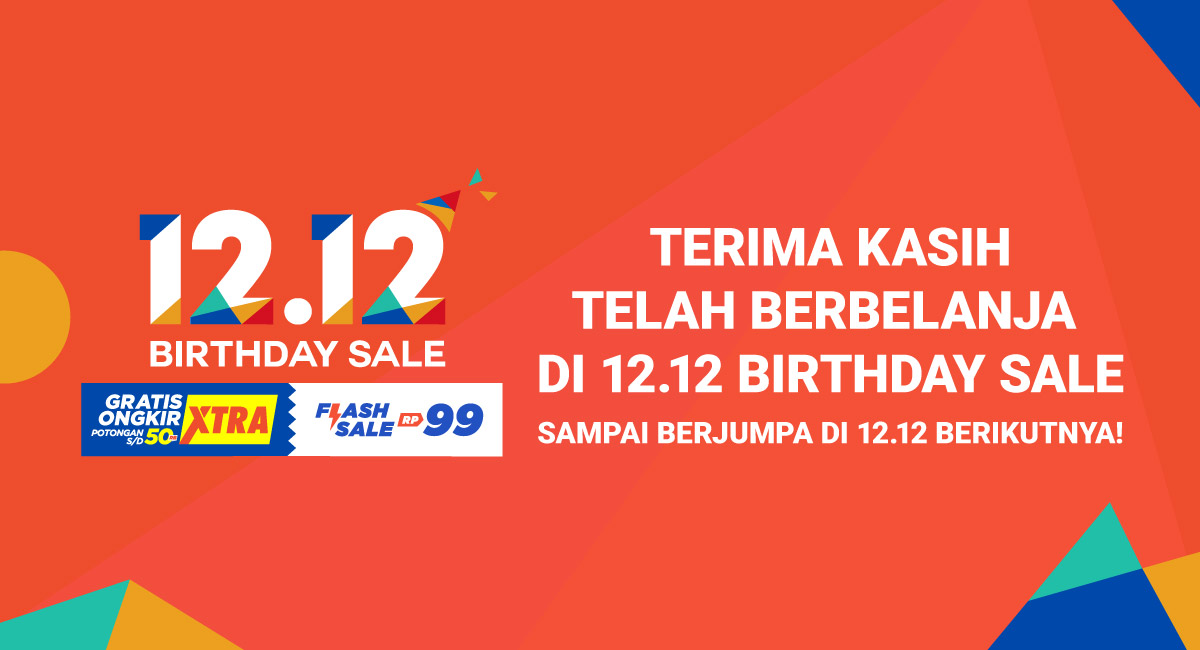 12.12
BIRTHDAY SALE
GRATIS
ONGKIR
POTONGAN
S/D 50RB
XTRA
FLASH
SALE RP 99
TERIMA KASIH
TELAH BERBELANJA
DI 12.12 BIRTHDAY SALE
SAMPAI BERJUMPA DI 12.12 BERIKUTNYA!